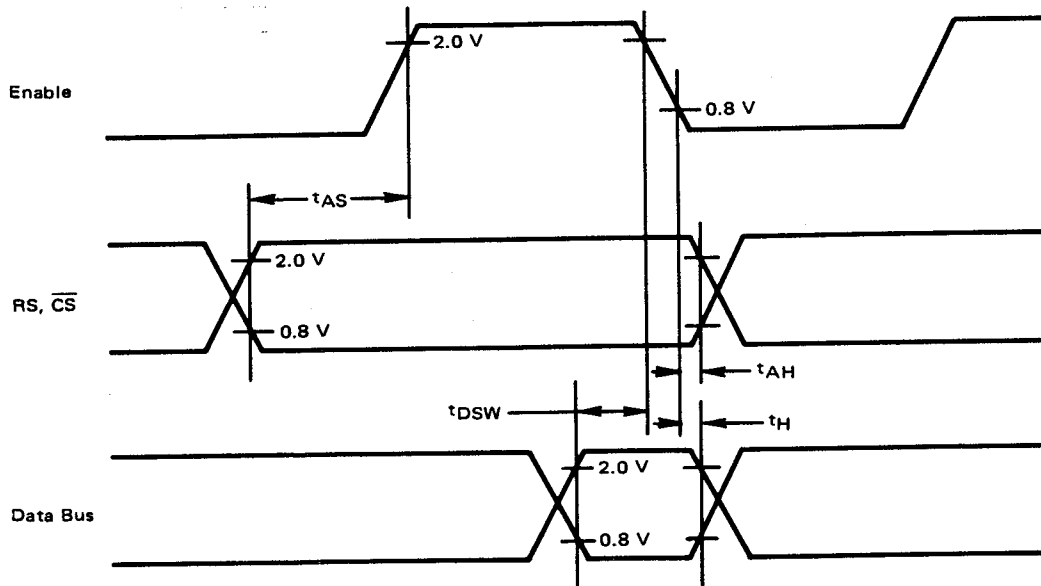 2.0 V
Enable
0.8 V
tAS
2.0 V
RS, C̅S̅
0.8 V
tAH
tDSW
tH
2.0 V
Data Bus
0.8 V